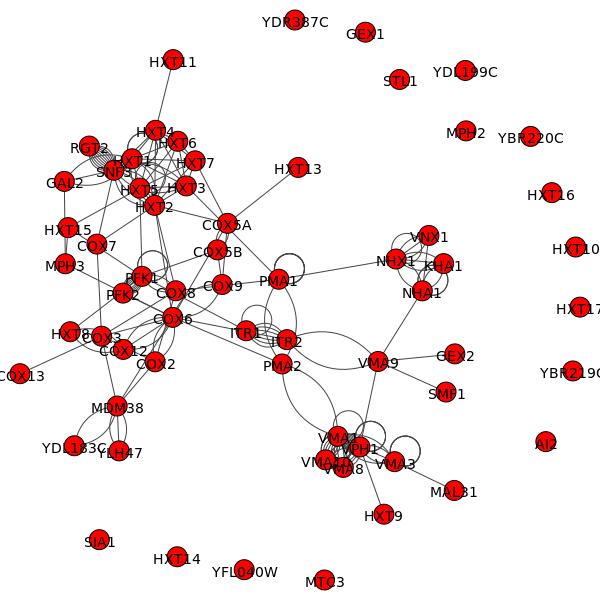 YDR387C
GEX1
HXT11
STL1
YDL199C
HXT4
HXT6
MPH2
YBR220C
RGT2
HXT1
HXT7
SNF3
HXT13
GAL2
HXT5
HXT3
HXT16
HXT2
HXT15
COX5A
COX7
VNX1
HXT10
COX5B
MPH3
NHX1
KHA1
PFK1
PMA1
PFK2
COX8
COX9
NHA1
HXT17
COX6
HXT8
COX3
ITR1
ITR2
COX12
COX2
PMA2
VMA9
GEX2
COX13
YBR219C
SMF1
MDM38
YDL183C
YLH47
VPH1
AI2
VMA3
VMA8
MAL31
HXT9
SIA1
HXT14
YFL040W
MTC3